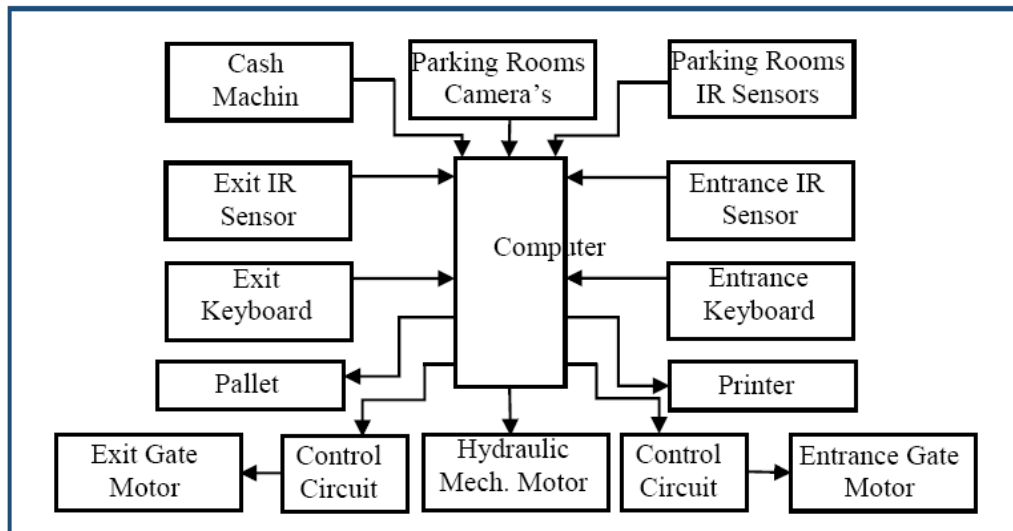 Cash
Machin
Parking Rooms
Camera's
Parking Rooms
IR Sensors
Exit IR
Sensor
Entrance IR
Sensor
Computer
Exit
Keyboard
Entrance
Keyboard
Pallet
Printer
Exit Gate
Motor
Control
Circuit
Hydraulic
Mech. Motor
Control
Circuit
Entrance Gate
Motor